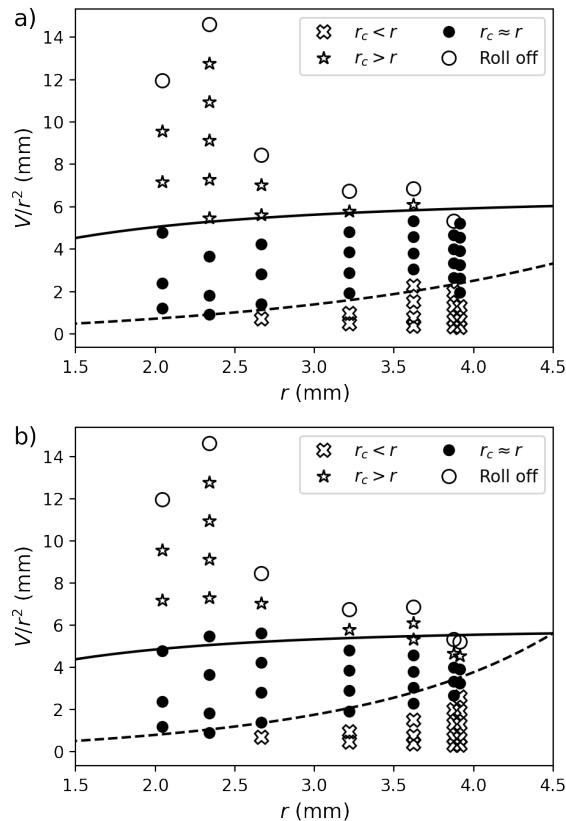 a)
14
12
10
8
6
4
2
0
V/r² (mm)
r_c < r
r_c > r
r_c ≈ r
Roll off
1.5 2.0 2.5 3.0 3.5 4.0 4.5
r (mm)
b)
14
12
10
8
6
4
2
0
V/r² (mm)
r_c < r
r_c > r
r_c ≈ r
Roll off
1.5 2.0 2.5 3.0 3.5 4.0 4.5
r (mm)